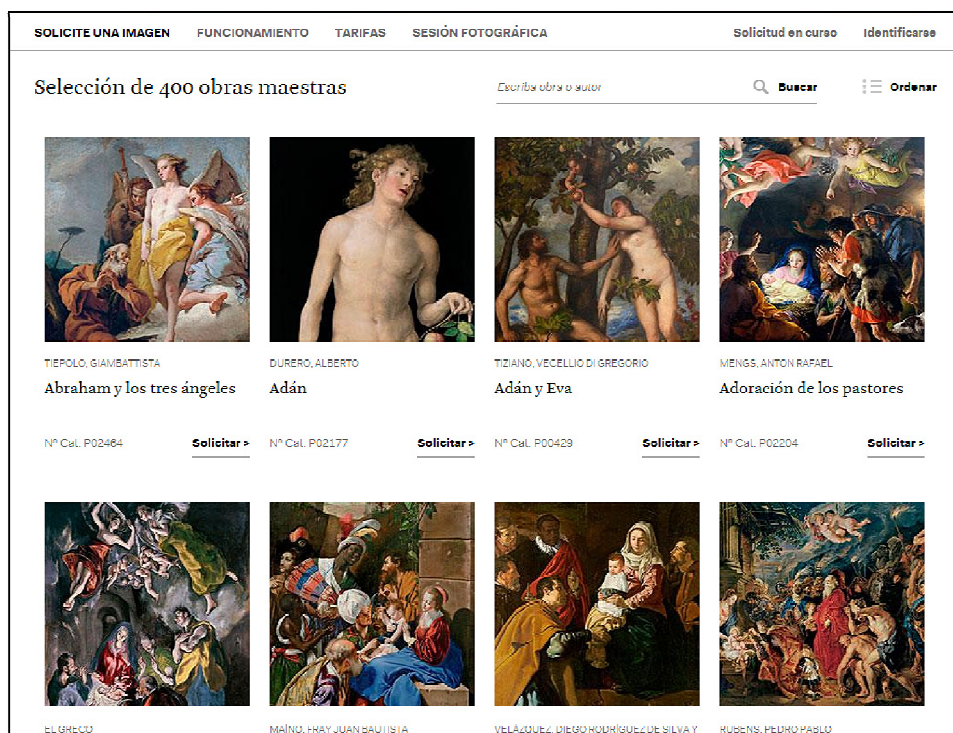 SOLICITE UNA IMAGEN FUNCIONAMIENTO TARIFAS SESIÓN FOTOGRÁFICA Solicitud en curso Identificarse
Selección de 400 obras maestras Escriba obra o autor Buscar Ordenar
TIEPOLO, GIAMBATTISTA DURERO, ALBERTO TIZIANO, VECELLIO DI GREGORIO MENGS, ANTON RAFAEL
Abraham y los tres ángeles Adán Adán y Eva Adoración de los pastores
Nº Cat. P02464 Solicitar > Nº Cat. P02177 Solicitar > Nº Cat. P00429 Solicitar > Nº Cat. P02204 Solicitar >
EL GRECO MAÍNO, FRAY JUAN BAUTISTA VELÁZQUEZ, DIEGO RODRÍGUEZ DE SILVA Y RUBENS, PEDRO PABLO